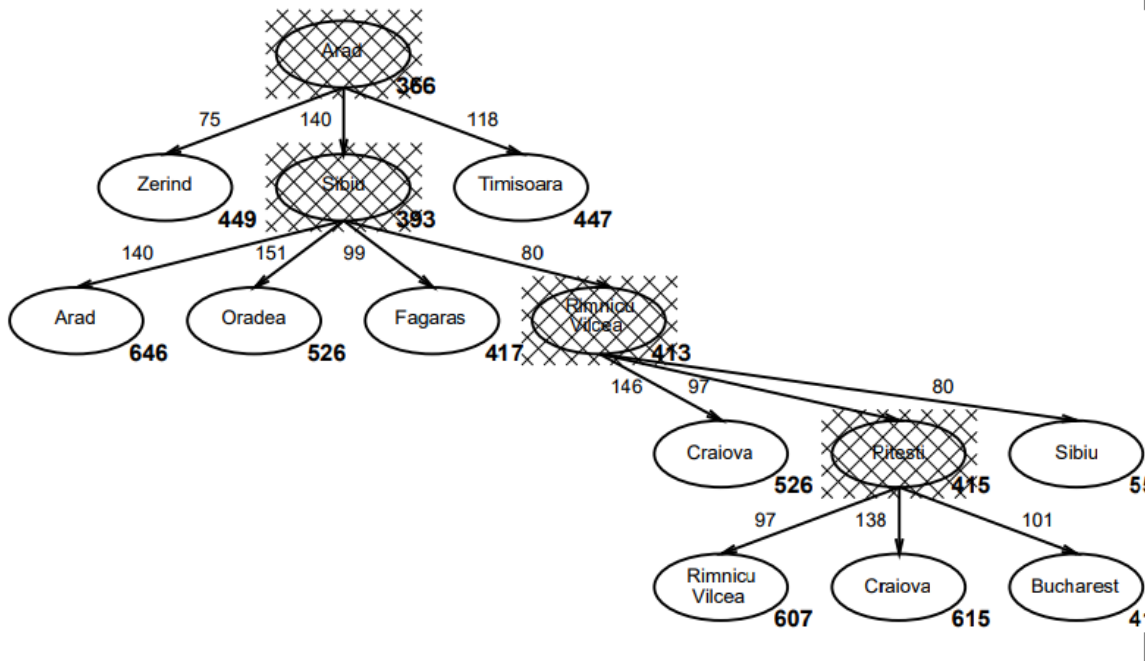 Arad
366
75
140
118
Zerind
449
Sibiu
393
Timisoara
447
140
151
99
80
Arad
646
Oradea
526
Fagaras
417
Rimnicu
Vilcea
413
146
97
80
Craiova
526
Pitesti
415
Sibiu
97
138
101
Rimnicu
Vilcea
607
Craiova
615
Bucharest